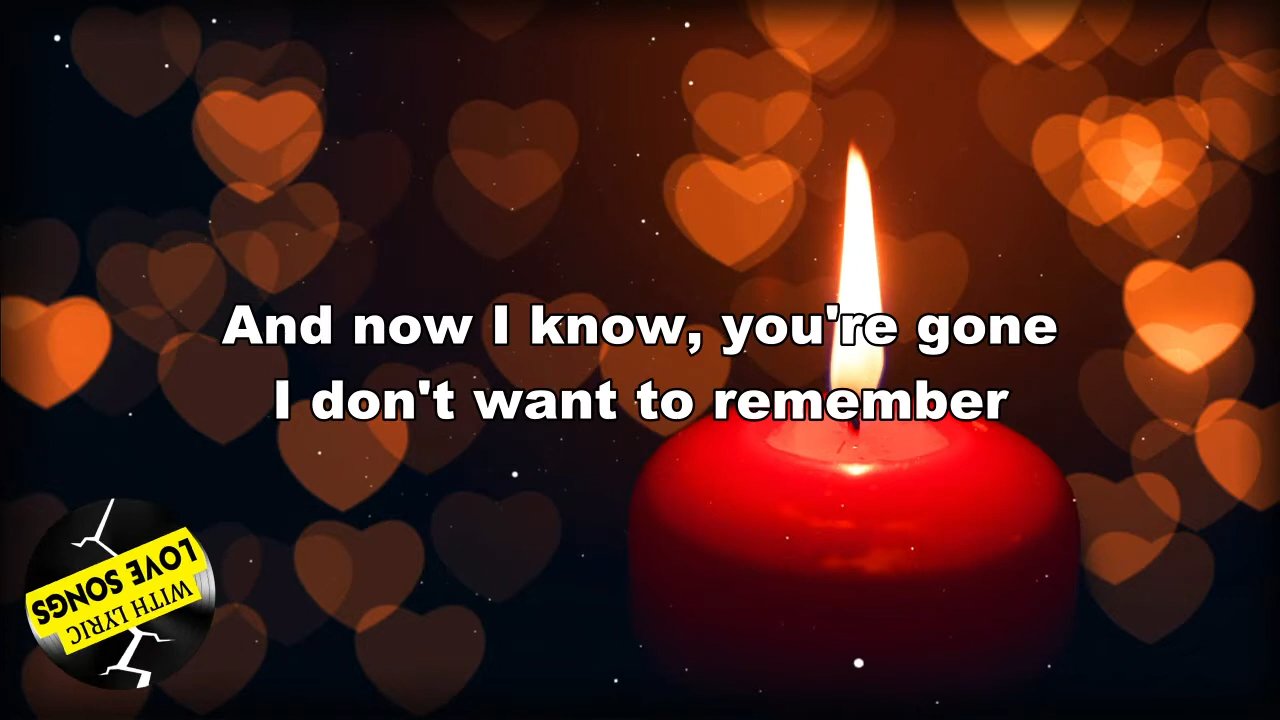 And now I know, you're gone
I don't want to remember
LOVE SONGS
WITH LYRIC